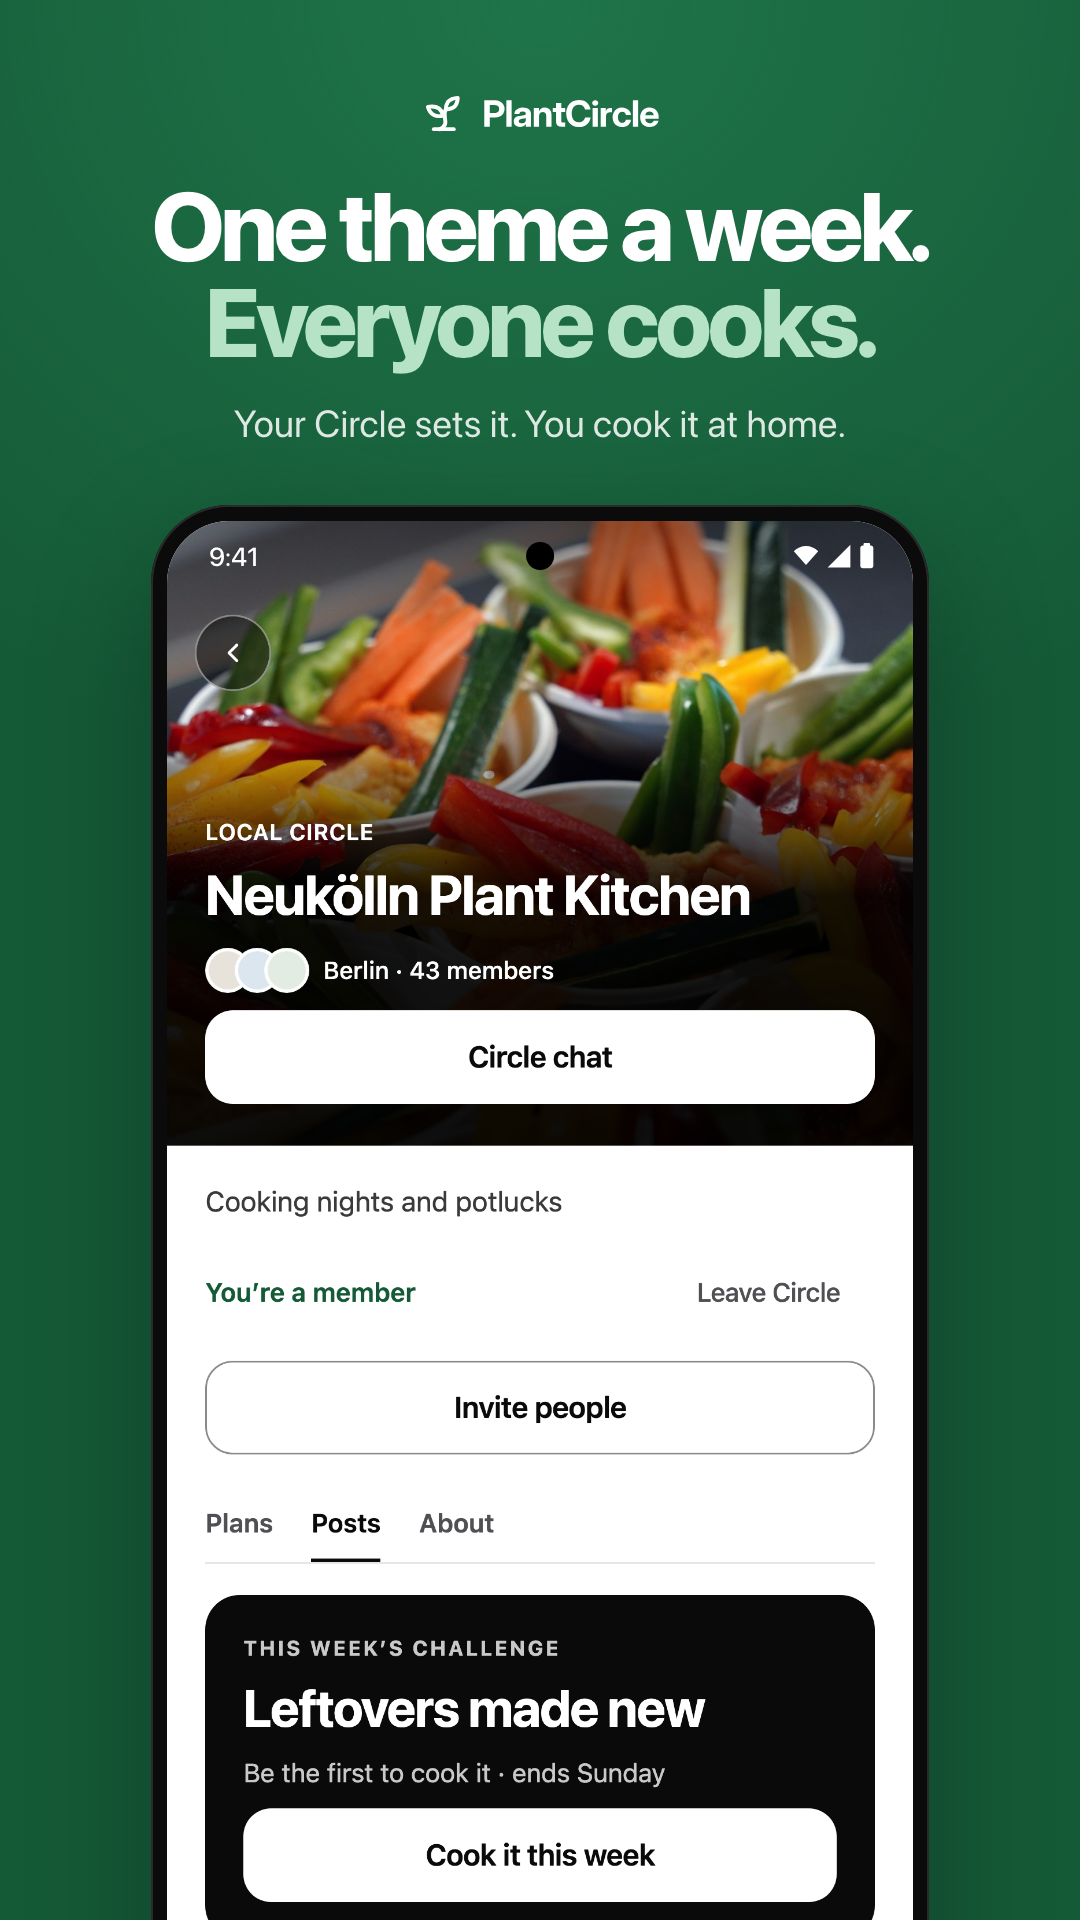 PlantCircle
One theme a week.
Everyone cooks.
Your Circle sets it. You cook it at home.
9:41
LOCAL CIRCLE
Neukölln Plant Kitchen
Berlin · 43 members
Circle chat
Cooking nights and potlucks
You’re a member
Leave Circle
Invite people
Plans Posts About
THIS WEEK’S CHALLENGE
Leftovers made new
Be the first to cook it · ends Sunday
Cook it this week